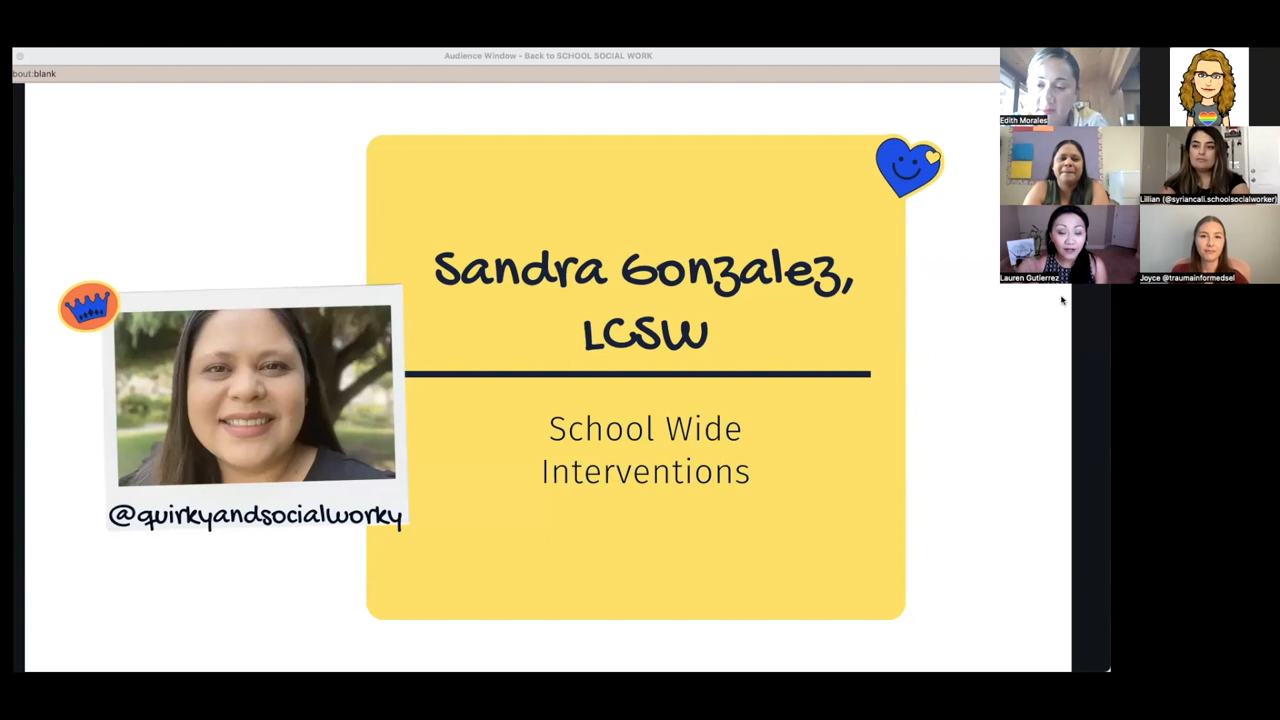 Audience Window - Back to SCHOOL SOCIAL WORK
bout:blank
Edith Morales
Lillian (@syriancali.schoolsocialworker)
Lauren Gutierrez
Joyce @traumainformedsel
Sandra Gonzalez,
LCSW
School Wide
Interventions
@quirkyandsocialworky